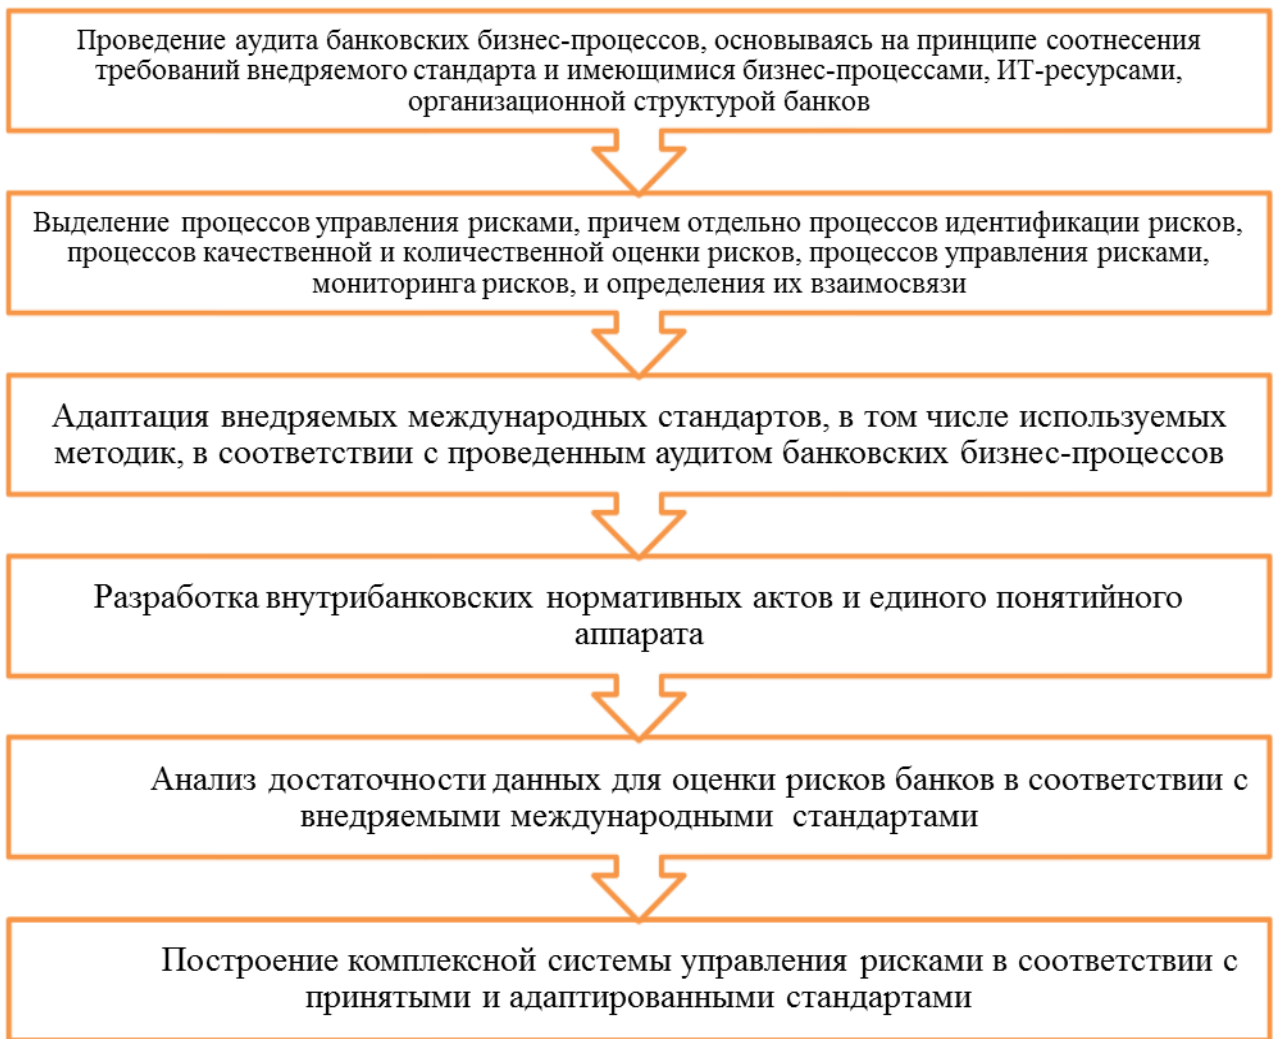 Проведение аудита банковских бизнес-процессов, основываясь на принципе соотнесения
требований внедряемого стандарта и имеющимися бизнес-процессами, ИТ-ресурсами,
организационной структурой банков
Выделение процессов управления рисками, причем отдельно процессов идентификации рисков,
процессов качественной и количественной оценки рисков, процессов управления рисками,
мониторинга рисков, и определения их взаимосвязи
Адаптация внедряемых международных стандартов, в том числе используемых
методик, в соответствии с проведенным аудитом банковских бизнес-процессов
Разработка внутрибанковских нормативных актов и единого понятийного
аппарата
Анализ достаточности данных для оценки рисков банков в соответствии с
внедряемыми международными стандартами
Построение комплексной системы управления рисками в соответствии с
принятыми и адаптированными стандартами